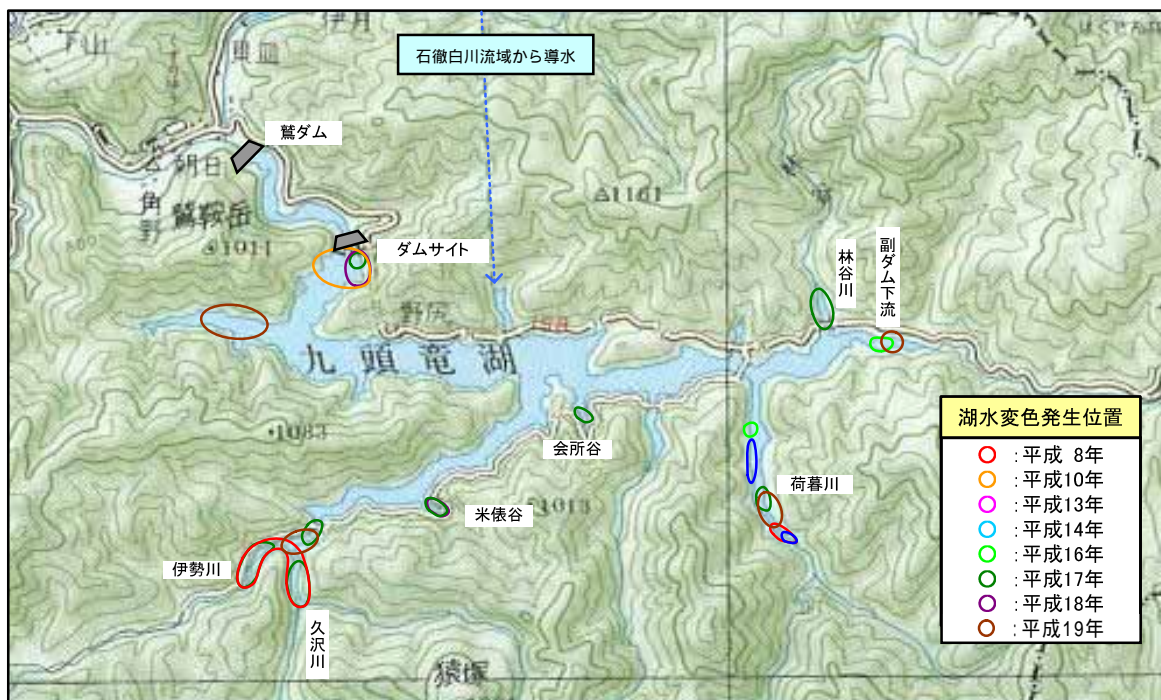 下山
伊月
東皿
石徹白川流域から導水
鷲ダム
朝日
角野
鷲鞍岳
1011
△1161
ダムサイト
林谷川
副ダム下流
野尻
九頭竜湖
・1083
会所谷
荷暮川
米俵谷
1013
伊勢川
久沢川
猿塚
湖水変色発生位置
:平成 8年
:平成10年
:平成13年
:平成14年
:平成16年
:平成17年
:平成18年
:平成19年